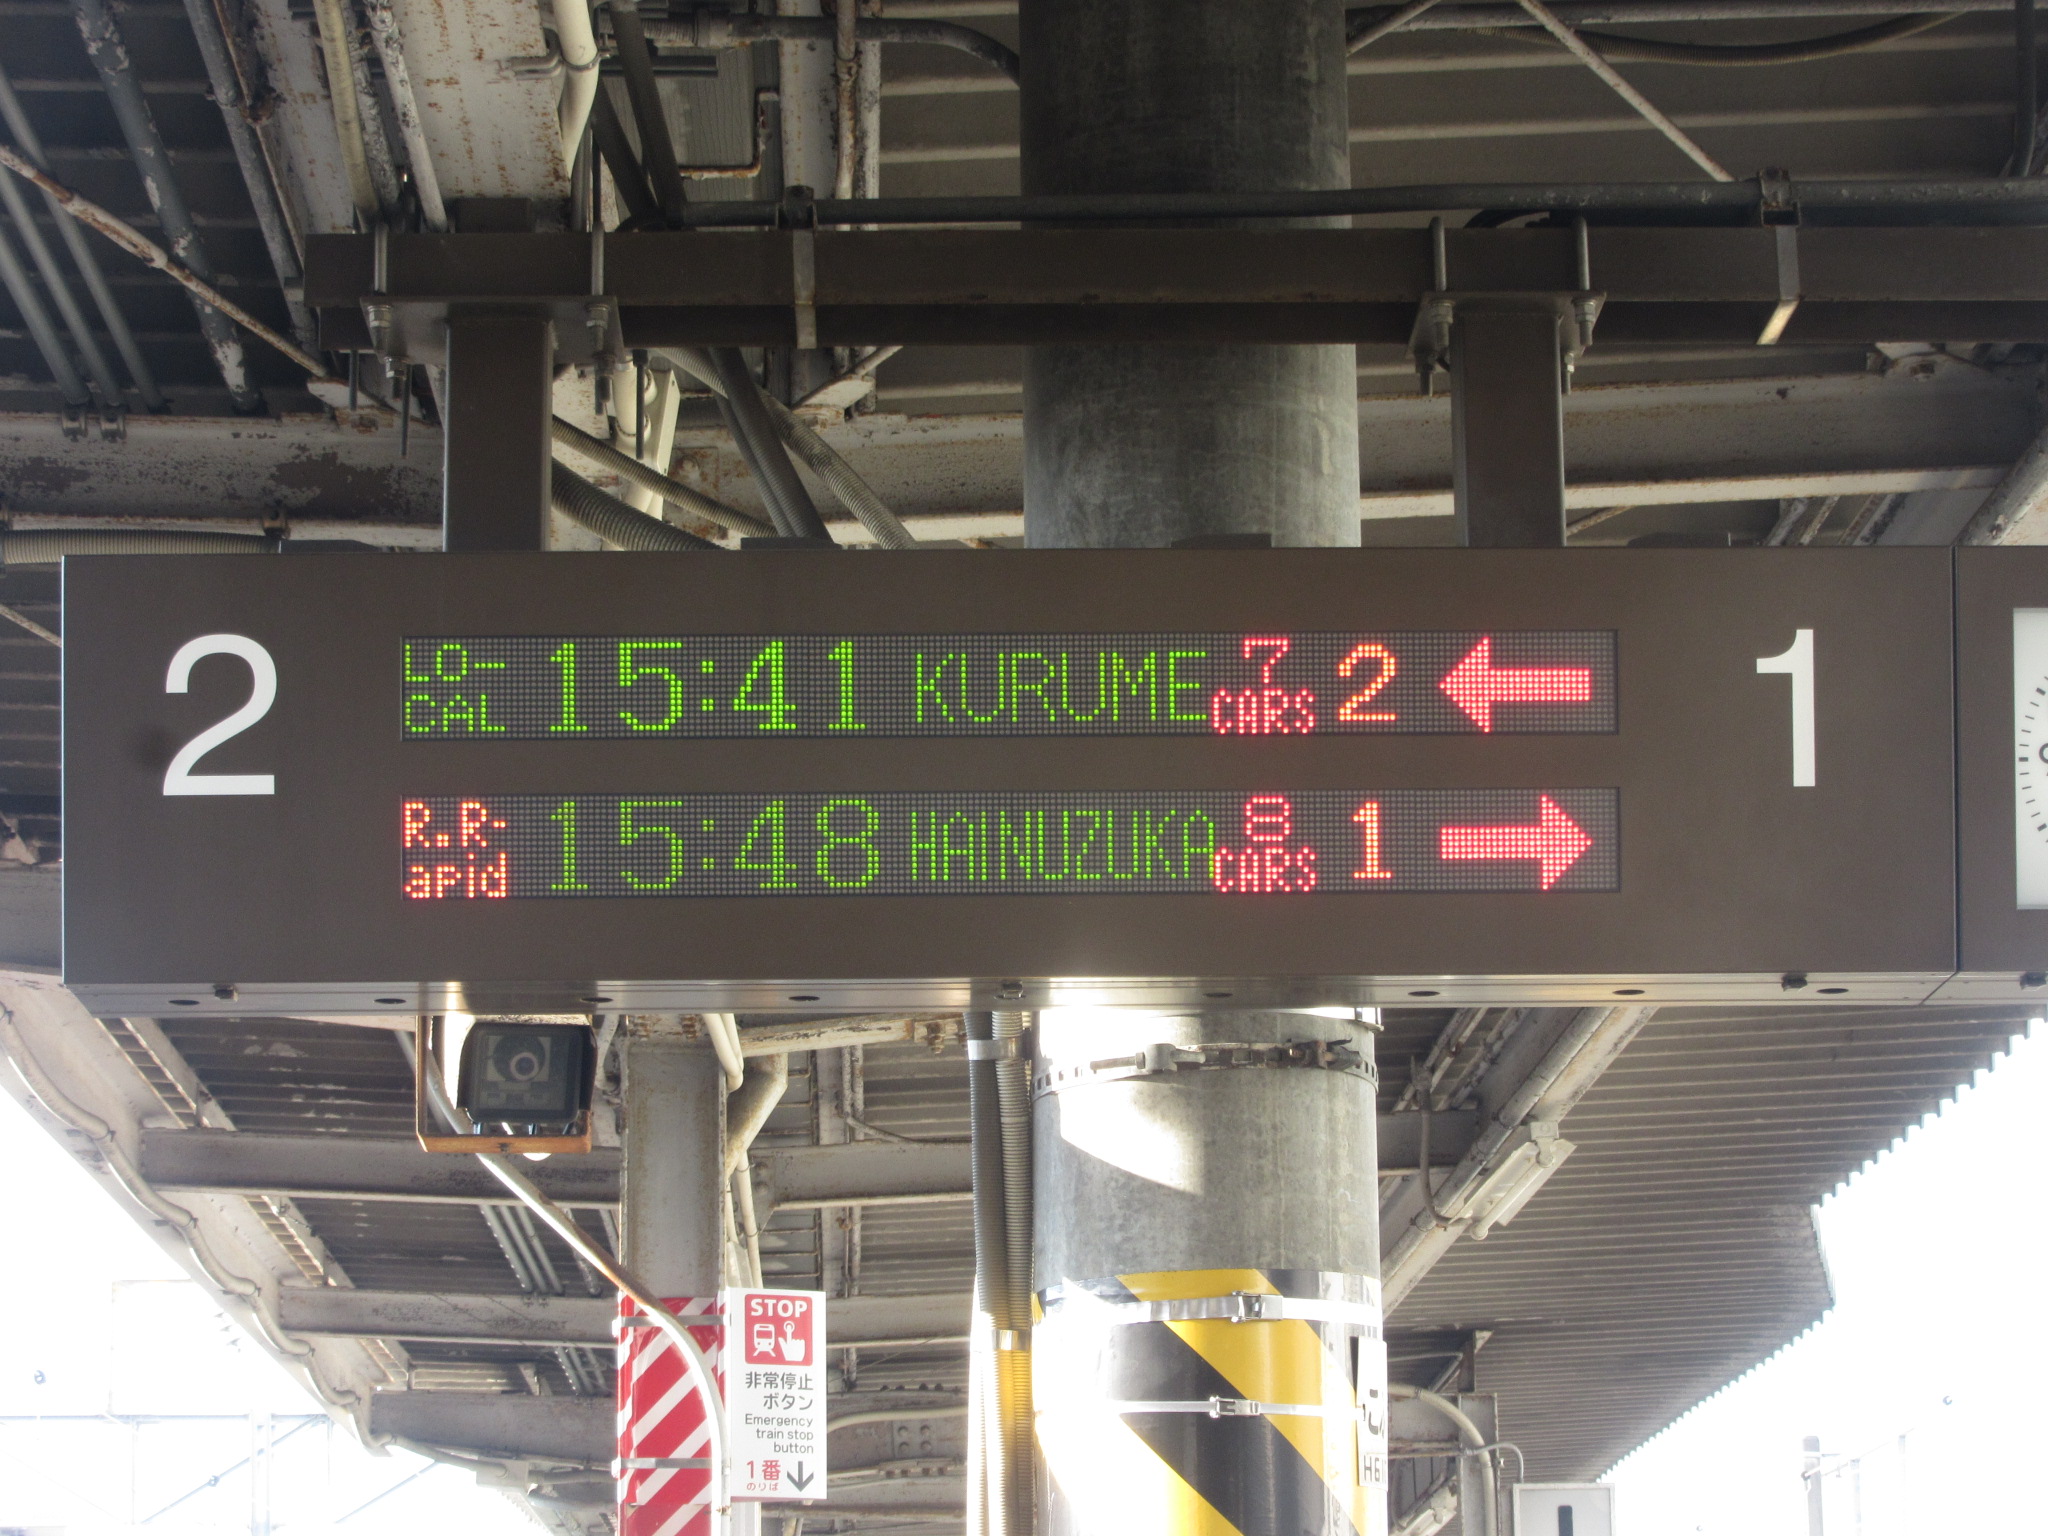 2
LO-
CAL
15:41 KURUME
7
CARS
2
1
R.R-
apid
15:48 HAINUZUKA
8
CARS
1
STOP
非常停止
ボタン
Emergency
train stop
button
1番
のりば